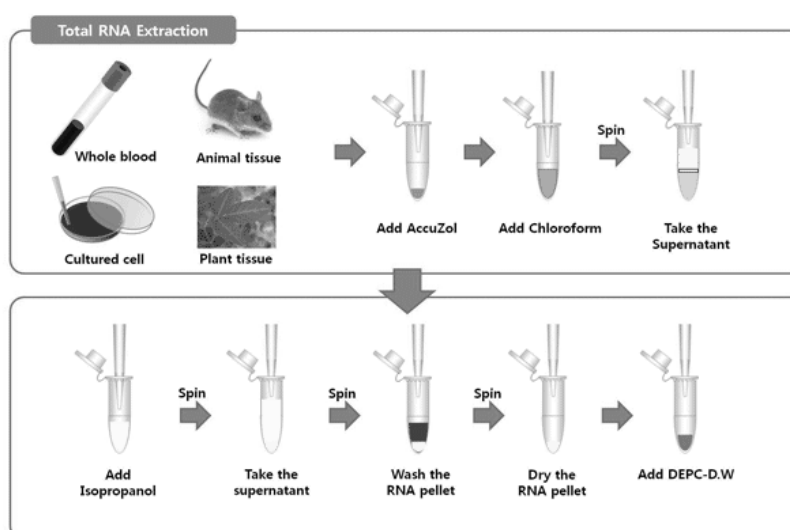 Total RNA Extraction
Whole blood
Animal tissue
Cultured cell
Plant tissue
Add AccuZol
Add Chloroform
Spin
Take the
Supernatant
Add
Isopropanol
Spin
Take the
supernatant
Spin
Wash the
RNA pellet
Spin
Dry the
RNA pellet
Add DEPC-D.W